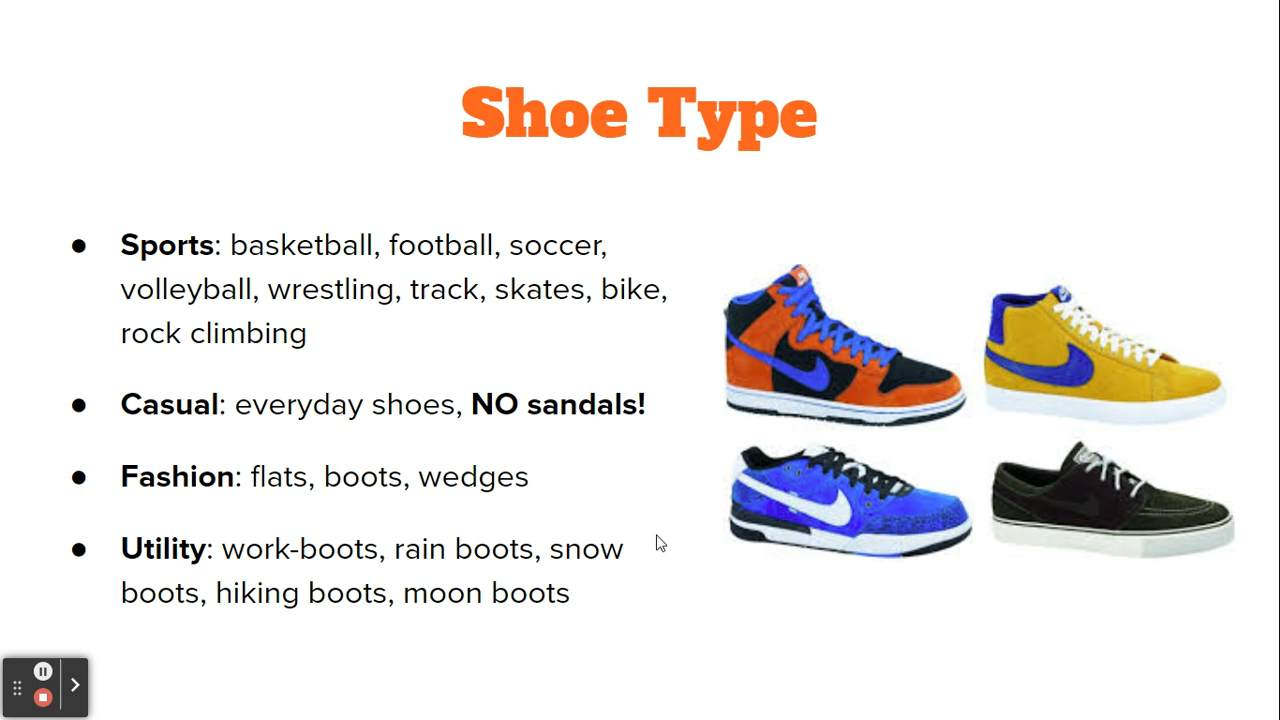 Shoe Type
● Sports: basketball, football, soccer,
volleyball, wrestling, track, skates, bike,
rock climbing
● Casual: everyday shoes, NO sandals!
● Fashion: flats, boots, wedges
● Utility: work-boots, rain boots, snow
boots, hiking boots, moon boots